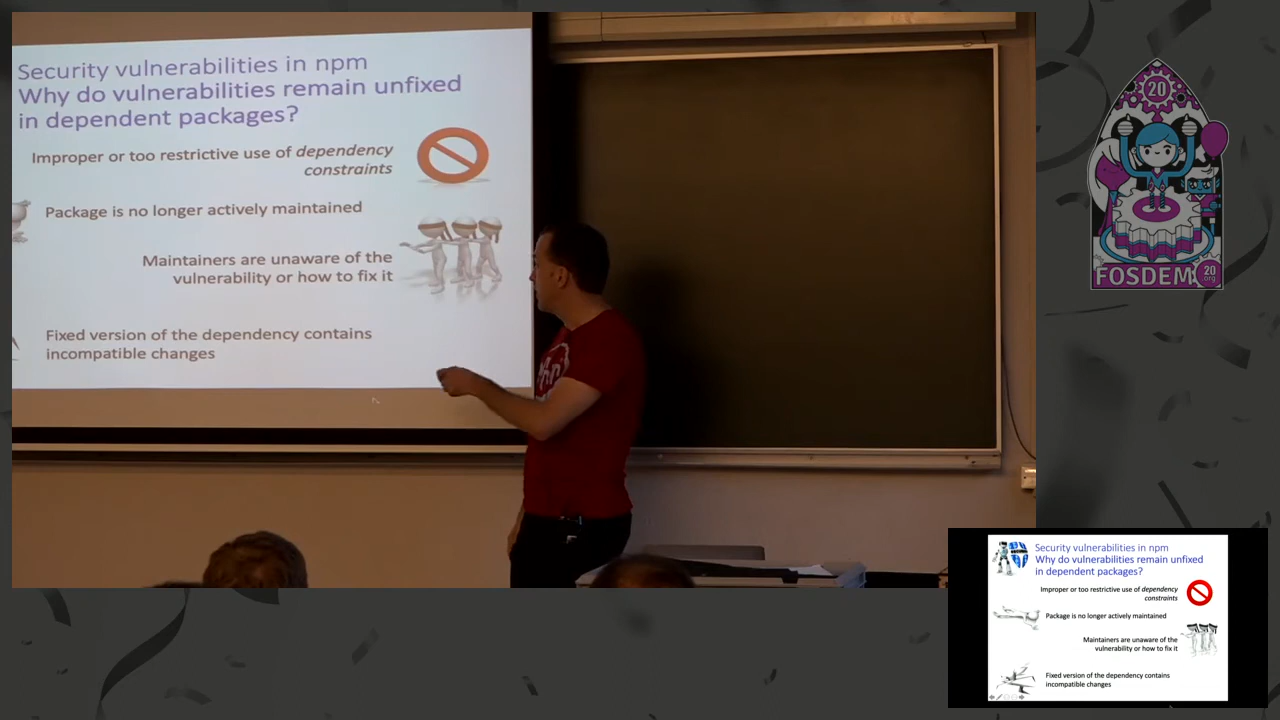 Security vulnerabilities in npm
Why do vulnerabilities remain unfixed
in dependent packages?
Improper or too restrictive use of dependency
constraints
Package is no longer actively maintained
Maintainers are unaware of the
vulnerability or how to fix it
Fixed version of the dependency contains
incompatible changes
20
FOSDEM
20
.org
Security vulnerabilities in npm
Why do vulnerabilities remain unfixed
in dependent packages?
Improper or too restrictive use of dependency
constraints
Package is no longer actively maintained
Maintainers are unaware of the
vulnerability or how to fix it
Fixed version of the dependency contains
incompatible changes